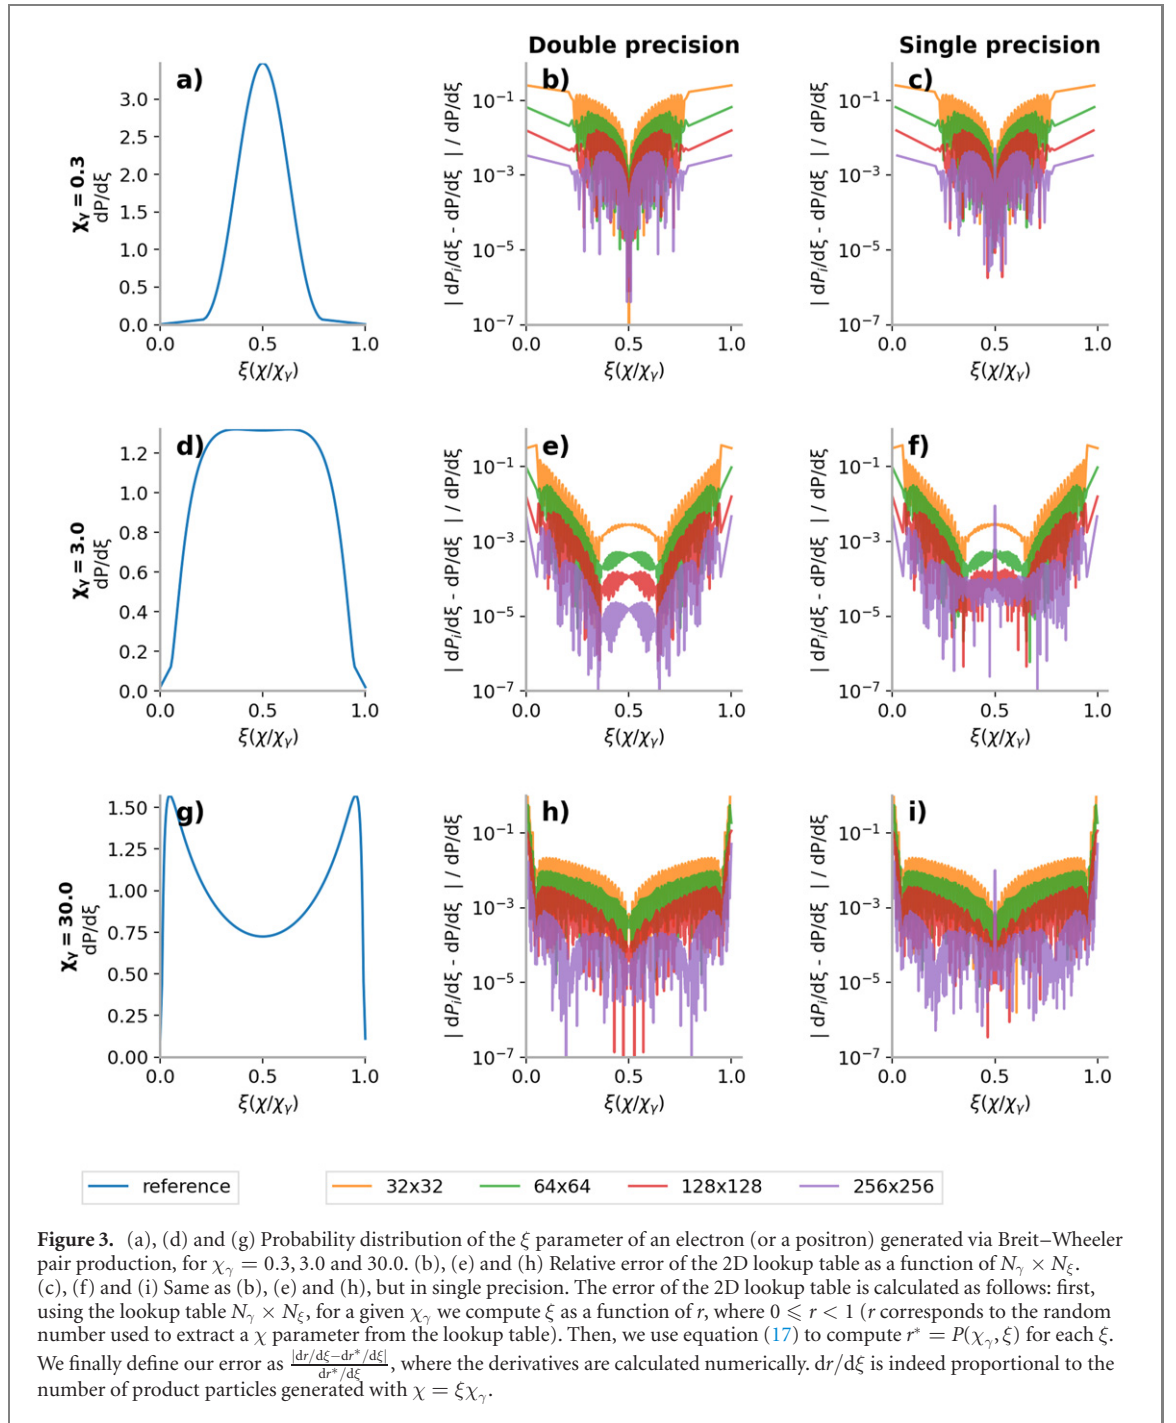 Double precision
Single precision
a)
b)
c)
χγ = 0.3
dP/dξ
3.0
2.5
2.0
1.5
1.0
0.5
0.0
0.0 0.5 1.0
ξ(χ/χγ)
| dPi/dξ - dP/dξ | / dP/dξ
10−1
10−3
10−5
10−7
0.0 0.5 1.0
ξ(χ/χγ)
| dPi/dξ - dP/dξ | / dP/dξ
10−1
10−3
10−5
10−7
0.0 0.5 1.0
ξ(χ/χγ)
d)
e)
f)
χγ = 3.0
dP/dξ
1.2
1.0
0.8
0.6
0.4
0.2
0.0
0.0 0.5 1.0
ξ(χ/χγ)
| dPi/dξ - dP/dξ | / dP/dξ
10−1
10−3
10−5
10−7
0.0 0.5 1.0
ξ(χ/χγ)
| dPi/dξ - dP/dξ | / dP/dξ
10−1
10−3
10−5
10−7
0.0 0.5 1.0
ξ(χ/χγ)
g)
h)
i)
χγ = 30.0
dP/dξ
1.50
1.25
1.00
0.75
0.50
0.25
0.00
0.0 0.5 1.0
ξ(χ/χγ)
| dPi/dξ - dP/dξ | / dP/dξ
10−1
10−3
10−5
10−7
0.0 0.5 1.0
ξ(χ/χγ)
| dPi/dξ - dP/dξ | / dP/dξ
10−1
10−3
10−5
10−7
0.0 0.5 1.0
ξ(χ/χγ)
reference 32x32 64x64 128x128 256x256
Figure 3. (a), (d) and (g) Probability distribution of the ξ parameter of an electron (or a positron) generated via Breit–Wheeler
pair production, for χγ = 0.3, 3.0 and 30.0. (b), (e) and (h) Relative error of the 2D lookup table as a function of Nγ × Nξ.
(c), (f) and (i) Same as (b), (e) and (h), but in single precision. The error of the 2D lookup table is calculated as follows: first,
using the lookup table Nγ × Nξ, for a given χγ we compute ξ as a function of r, where 0 ⩽ r < 1 (r corresponds to the random
number used to extract a χ parameter from the lookup table). Then, we use equation (17) to compute r* = P(χγ, ξ) for each ξ.
We finally define our error as |dr/dξ−dr*/dξ| / dr*/dξ, where the derivatives are calculated numerically. dr/dξ is indeed proportional to the
number of product particles generated with χ = ξχγ.